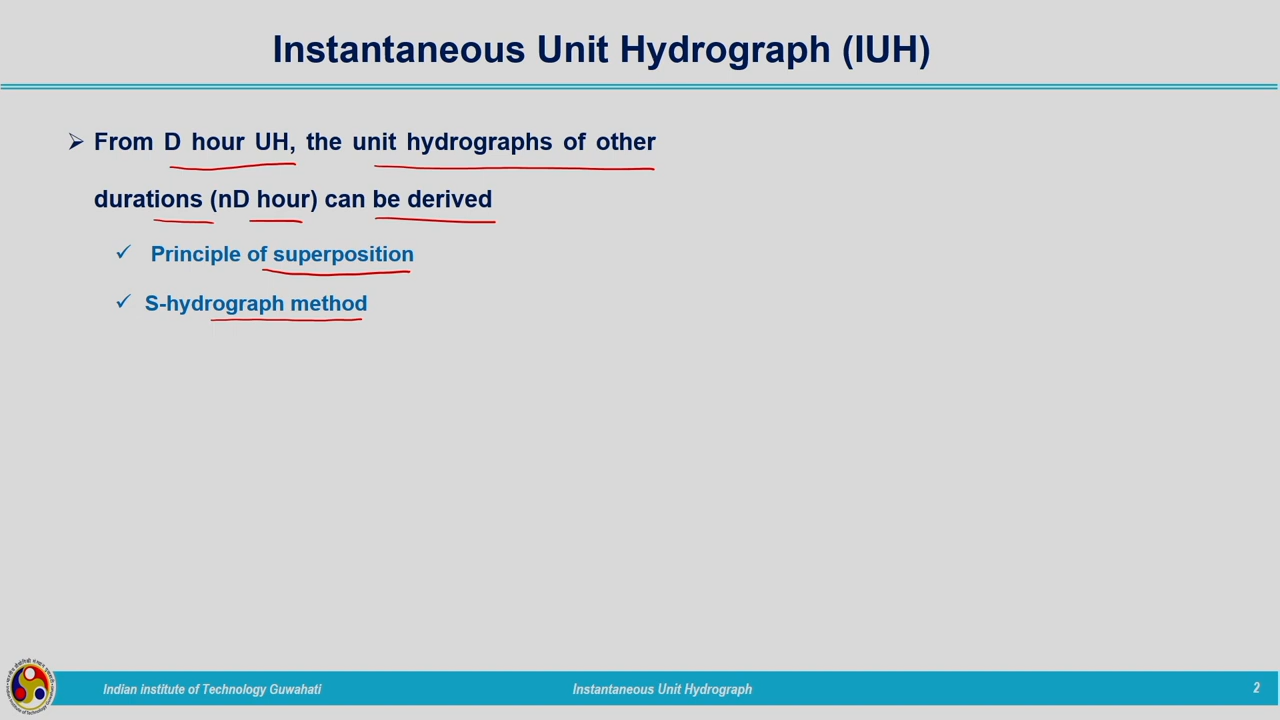 Instantaneous Unit Hydrograph (IUH)
➢ From D hour UH, the unit hydrographs of other
durations (nD hour) can be derived
✓ Principle of superposition
✓ S-hydrograph method
Indian institute of Technology Guwahati
Instantaneous Unit Hydrograph
2